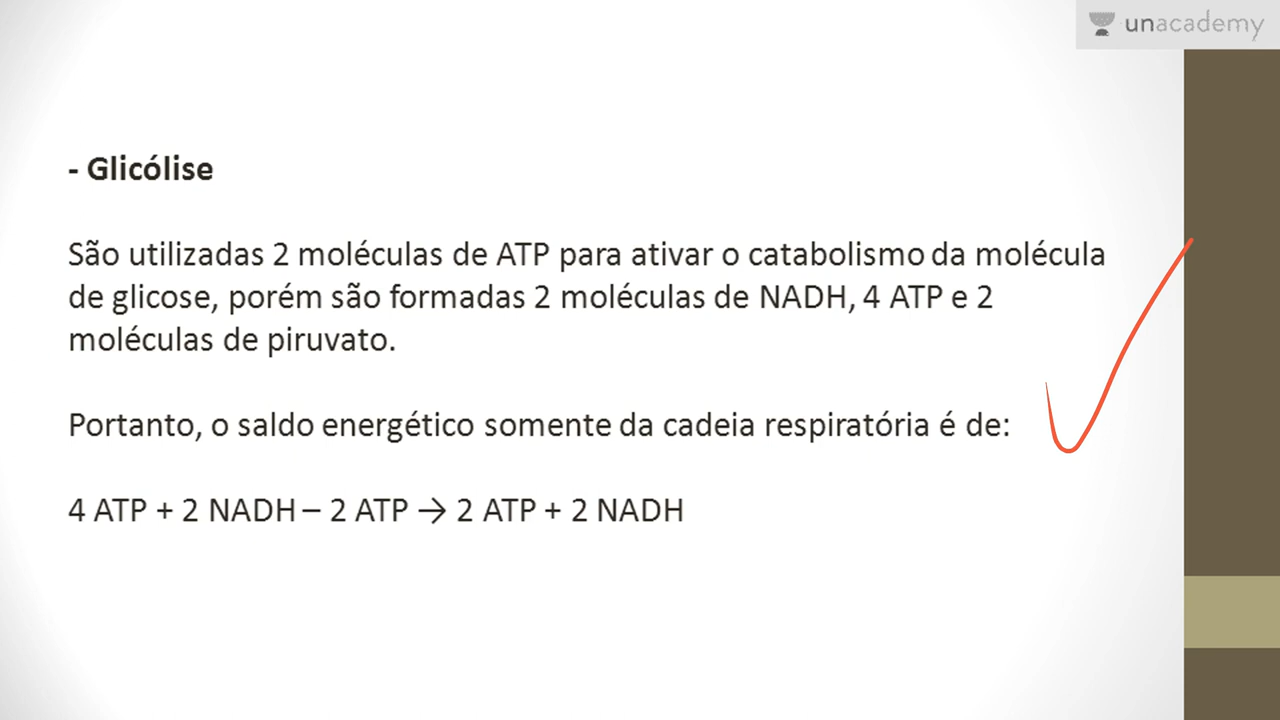 unacademy
- Glicólise
São utilizadas 2 moléculas de ATP para ativar o catabolismo da molécula
de glicose, porém são formadas 2 moléculas de NADH, 4 ATP e 2
moléculas de piruvato.
Portanto, o saldo energético somente da cadeia respiratória é de:
4 ATP + 2 NADH – 2 ATP → 2 ATP + 2 NADH